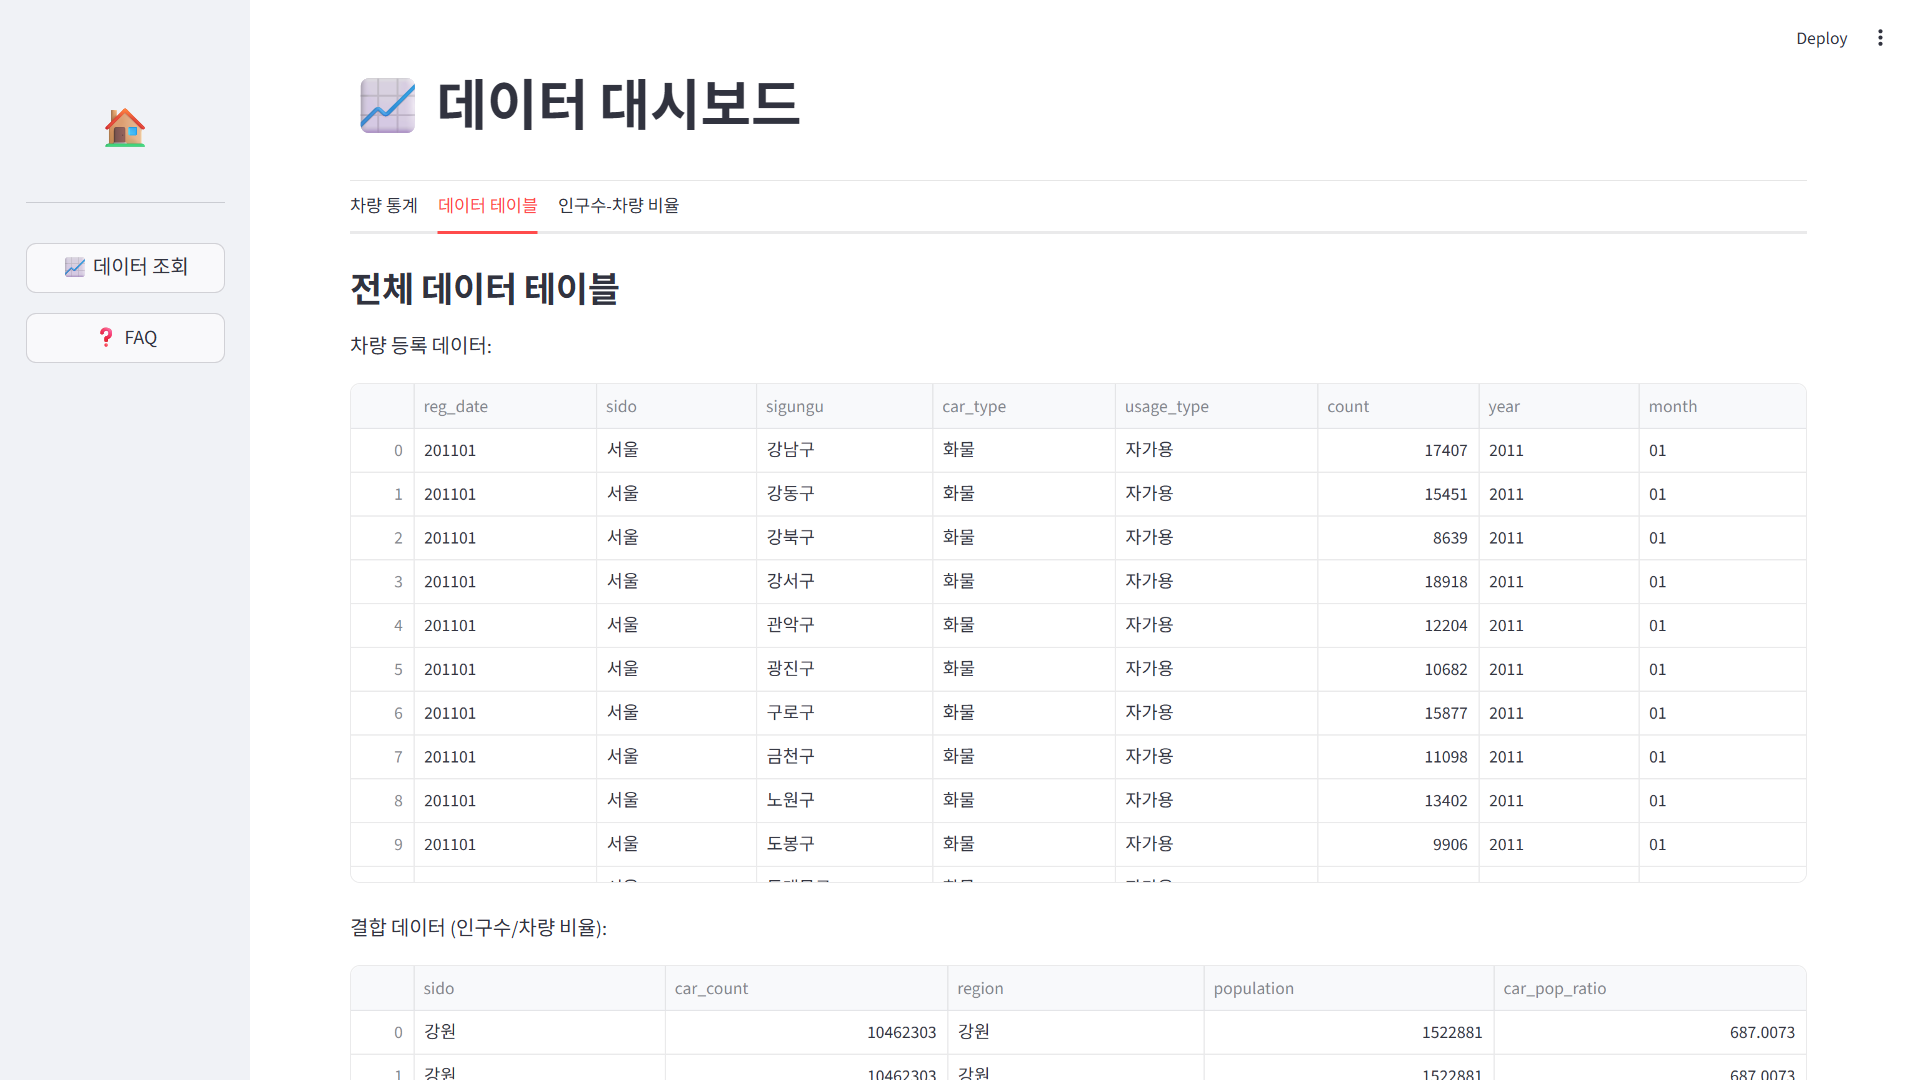 Deploy
데이터 대시보드
데이터 조회
FAQ
차량 통계 데이터 테이블 인구수-차량 비율
전체 데이터 테이블
차량 등록 데이터:
reg_date sido sigungu car_type usage_type count year month
0 201101 서울 강남구 화물 자가용 17407 2011 01
1 201101 서울 강동구 화물 자가용 15451 2011 01
2 201101 서울 강북구 화물 자가용 8639 2011 01
3 201101 서울 강서구 화물 자가용 18918 2011 01
4 201101 서울 관악구 화물 자가용 12204 2011 01
5 201101 서울 광진구 화물 자가용 10682 2011 01
6 201101 서울 구로구 화물 자가용 15877 2011 01
7 201101 서울 금천구 화물 자가용 11098 2011 01
8 201101 서울 노원구 화물 자가용 13402 2011 01
9 201101 서울 도봉구 화물 자가용 9906 2011 01
결합 데이터 (인구수/차량 비율):
sido car_count region population car_pop_ratio
0 강원 10462303 강원 1522881 687.0073
1 강원 10462303 강원 1522881 687.0073